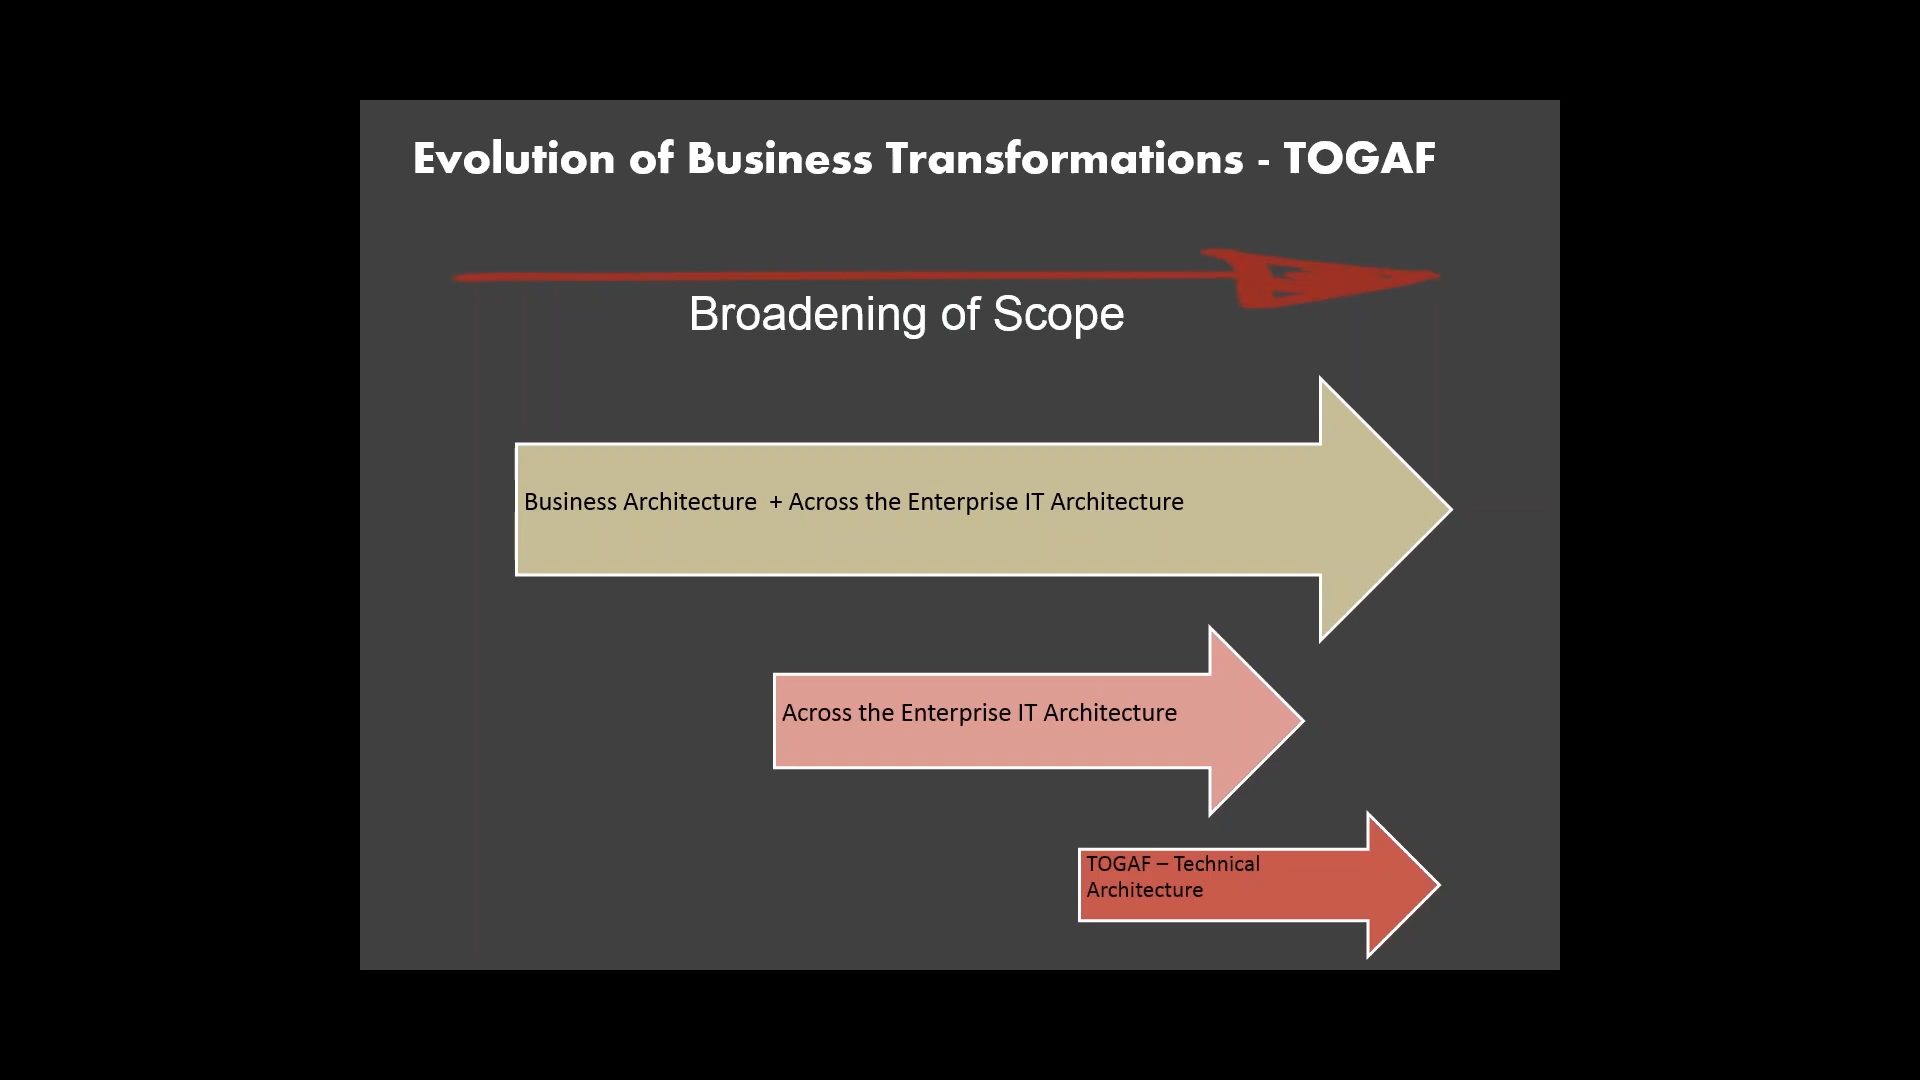 Evolution of Business Transformations - TOGAF
Broadening of Scope
Business Architecture  + Across the Enterprise IT Architecture
Across the Enterprise IT Architecture
TOGAF – Technical
Architecture